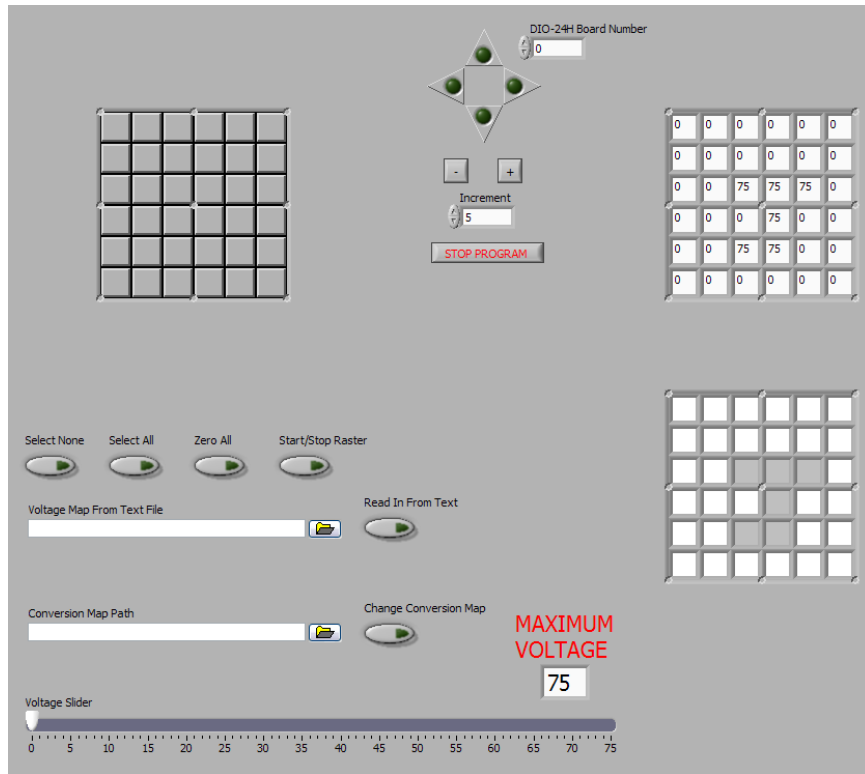 DIO-24H Board Number
0
- +
Increment
5
STOP PROGRAM
0 0 0 0 0 0
0 0 0 0 0 0
0 0 75 75 75 0
0 0 0 75 0 0
0 0 75 75 0 0
0 0 0 0 0 0
Select None Select All Zero All Start/Stop Raster
Voltage Map From Text File
Read In From Text
Conversion Map Path
Change Conversion Map
MAXIMUM
VOLTAGE
75
Voltage Slider
0 5 10 15 20 25 30 35 40 45 50 55 60 65 70 75